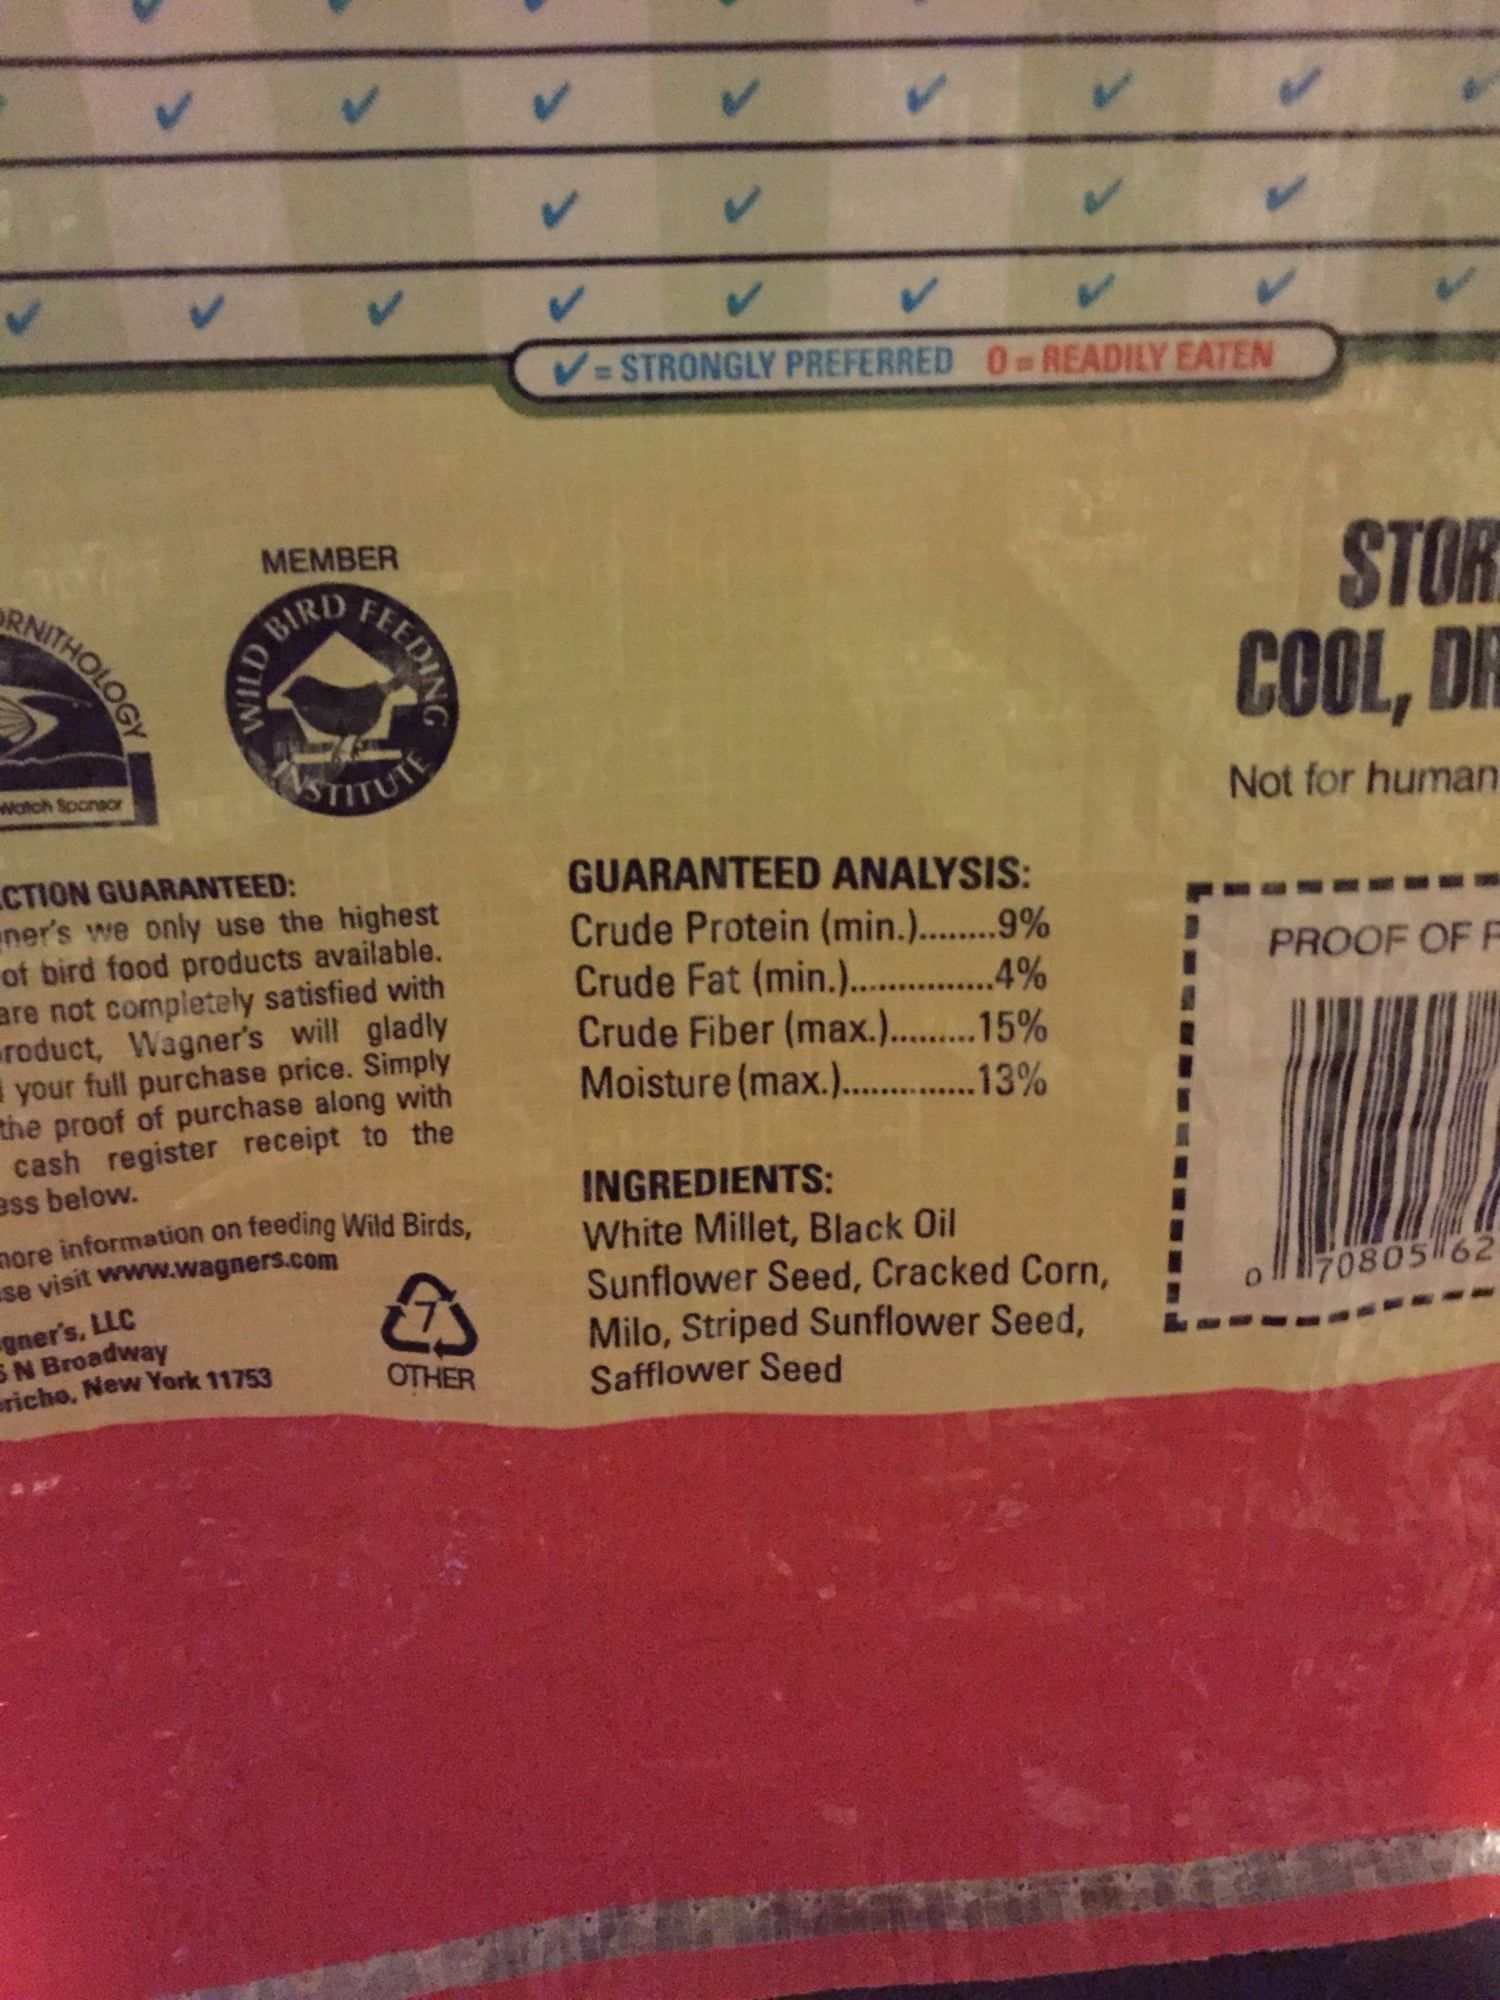 ✓ = STRONGLY PREFERRED 0 = READILY EATEN
MEMBER
WILD BIRD FEEDING
INSTITUTE
ORNITHOLOGY
Watch Sponsor
STOR
COOL, DR
Not for human
CTION GUARANTEED:
ner's we only use the highest
of bird food products available.
are not completely satisfied with
roduct, Wagner's will gladly
your full purchase price. Simply
the proof of purchase along with
cash register receipt to the
ess below.
more information on feeding Wild Birds,
se visit www.wagners.com
gner's, LLC
N Broadway
ericho, New York 11753
7
OTHER
GUARANTEED ANALYSIS:
Crude Protein (min.)........9%
Crude Fat (min.)...............4%
Crude Fiber (max.).........15%
Moisture (max.)..............13%
INGREDIENTS:
White Millet, Black Oil
Sunflower Seed, Cracked Corn,
Milo, Striped Sunflower Seed,
Safflower Seed
PROOF OF P
0 70805 62